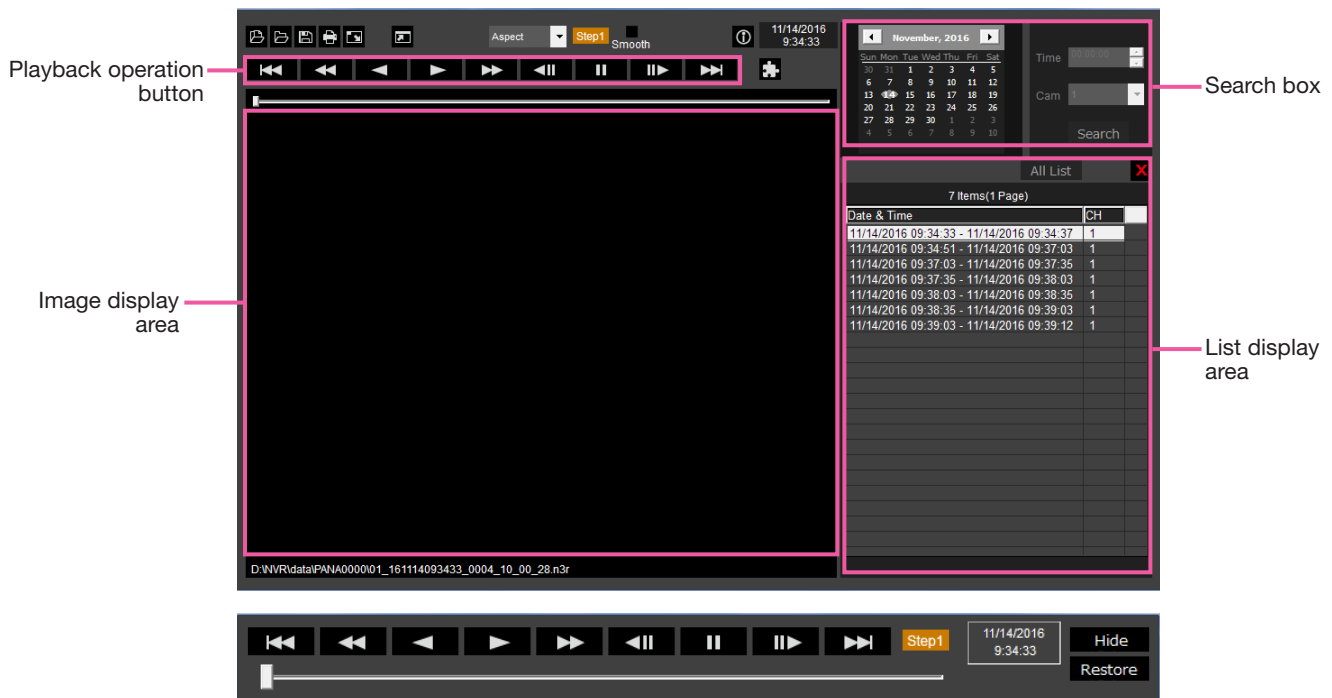 Playback operation
button
Image display
area
Search box
List display
area
Aspect
Step1
Smooth
11/14/2016
9:34:33
November, 2016
Sun Mon Tue Wed Thu Fri Sat
30 31 1 2 3 4 5
6 7 8 9 10 11 12
13 14 15 16 17 18 19
20 21 22 23 24 25 26
27 28 29 30 1 2 3
4 5 6 7 8 9 10
Time 00:00:00
Cam 1
Search
All List
X
7 Items(1 Page)
Date & Time CH
11/14/2016 09:34:33 - 11/14/2016 09:34:37 1
11/14/2016 09:34:51 - 11/14/2016 09:37:03 1
11/14/2016 09:37:03 - 11/14/2016 09:37:35 1
11/14/2016 09:37:35 - 11/14/2016 09:38:03 1
11/14/2016 09:38:03 - 11/14/2016 09:38:35 1
11/14/2016 09:38:35 - 11/14/2016 09:39:03 1
11/14/2016 09:39:03 - 11/14/2016 09:39:12 1
D:\NVR\data\PANA0000\01_161114093433_0004_10_00_28.n3r
Step1
11/14/2016
9:34:33
Hide
Restore